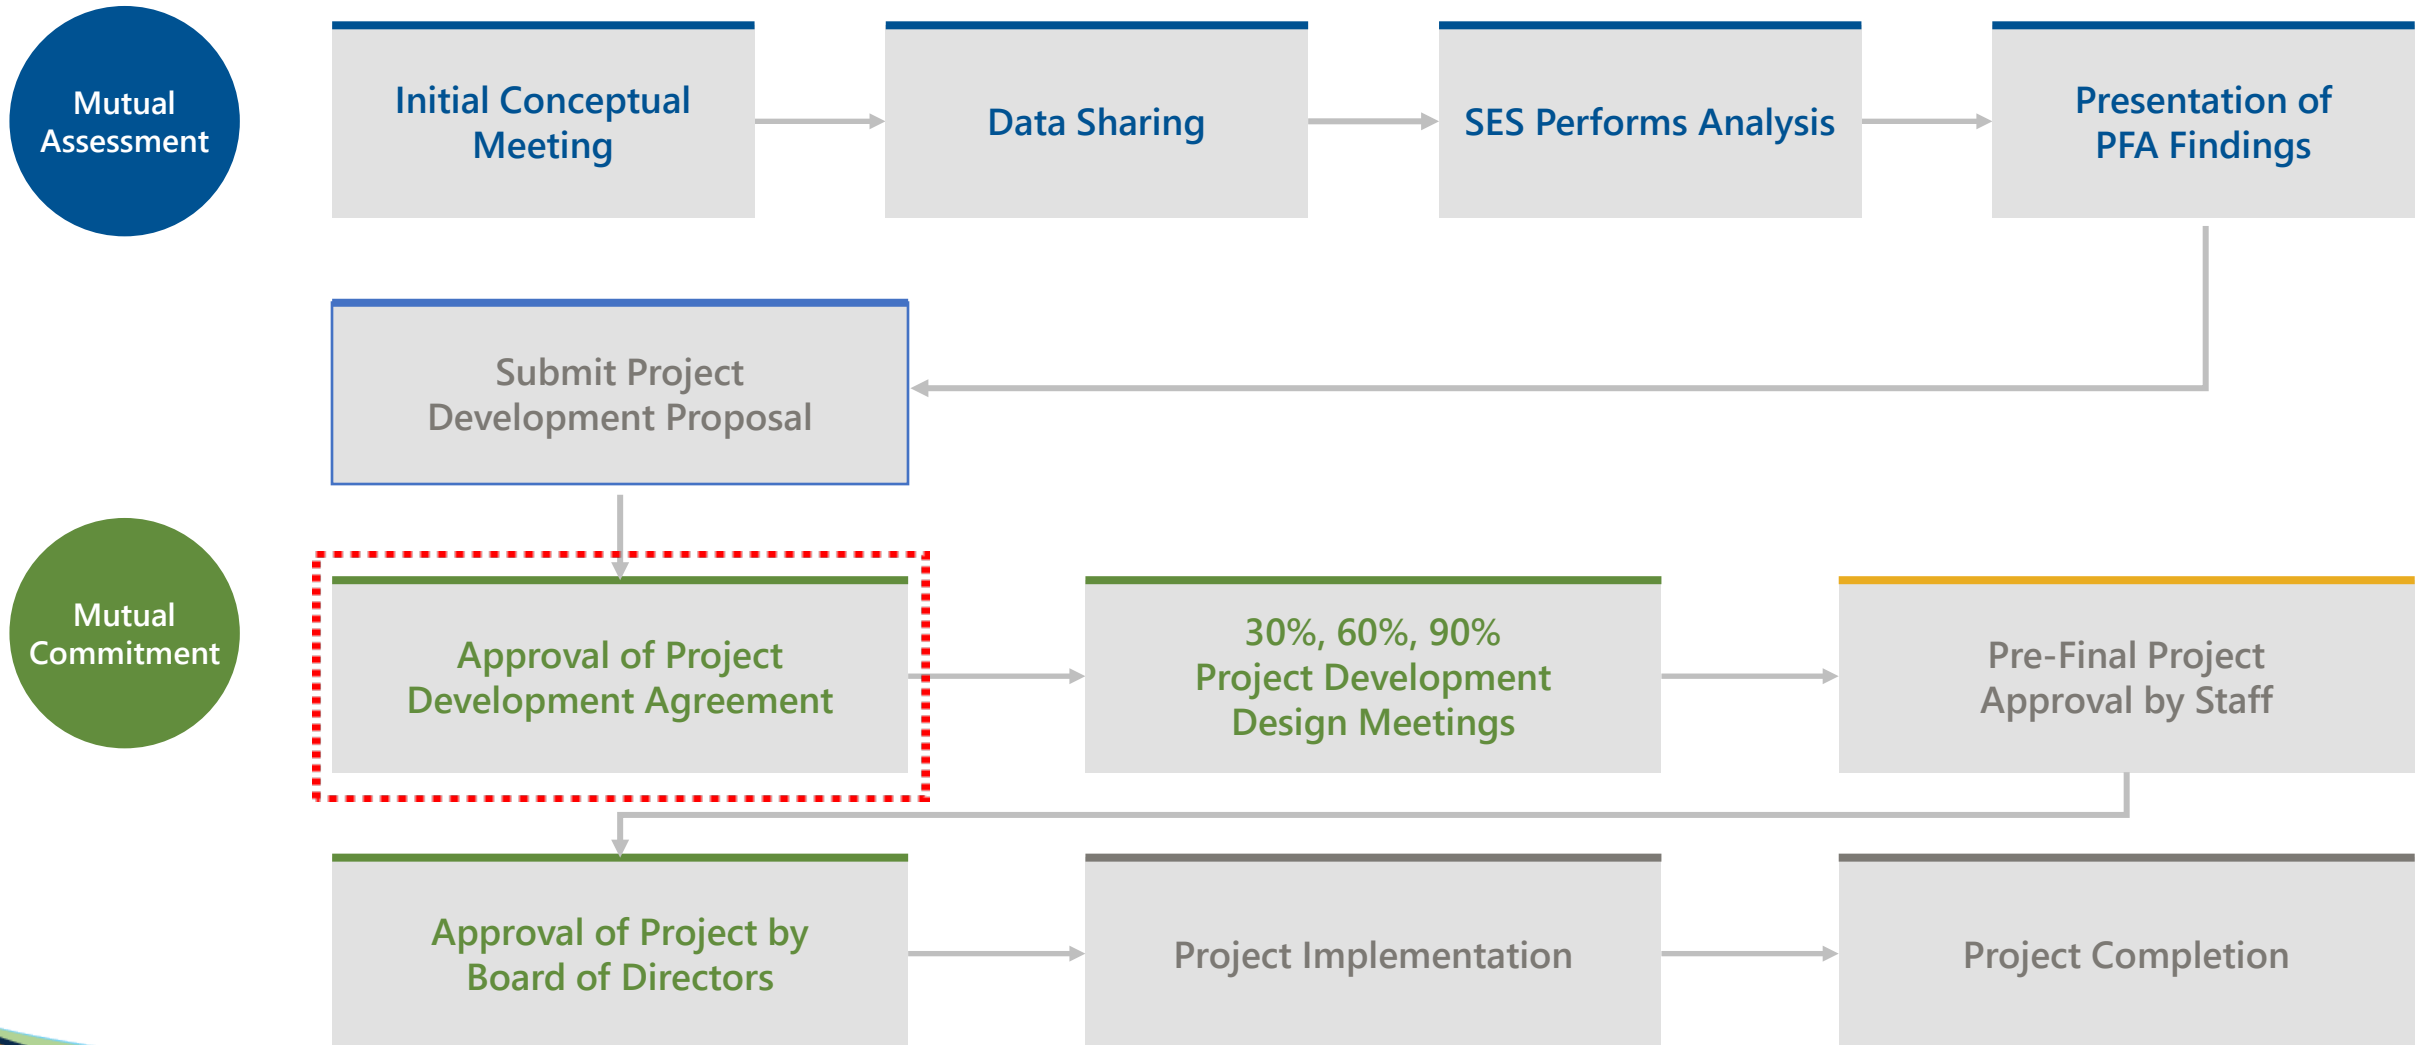 Mutual
Assessment
Initial Conceptual
Meeting
Data Sharing
SES Performs Analysis
Presentation of
PFA Findings
Submit Project
Development Proposal
Mutual
Commitment
Approval of Project
Development Agreement
30%, 60%, 90%
Project Development
Design Meetings
Pre-Final Project
Approval by Staff
Approval of Project by
Board of Directors
Project Implementation
Project Completion